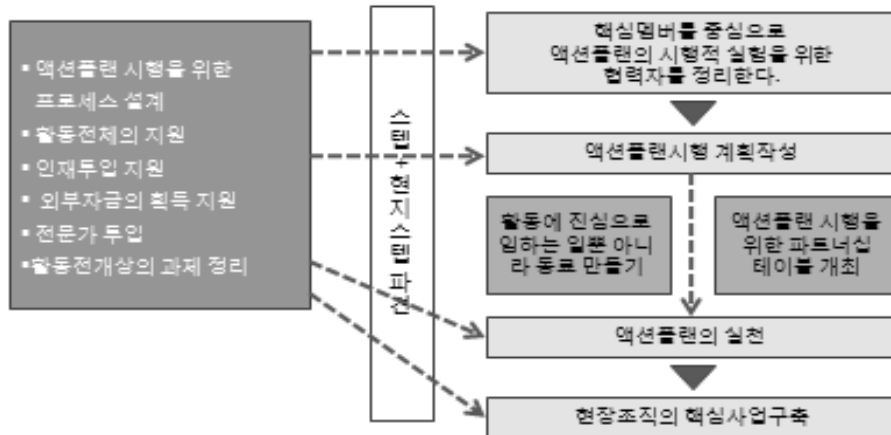 ▪ 액션플랜 시행을 위한
프로세스 설계
▪ 활동전체의 지원
▪ 인재투입 지원
▪ 외부자금의 획득 지원
▪ 전문가 투입
▪활동전개상의 과제 정리
스텝+현지스텝파견
핵심멤버를 중심으로
액션플랜의 시행적 실험을 위한
협력자를 정리한다.
액션플랜시행 계획작성
활동에 진심으로
임하는 일뿐 아니
라 동료 만들기
액션플랜 시행을
위한 파트너십
테이블 개최
액션플랜의 실천
현장조직의 핵심사업구축